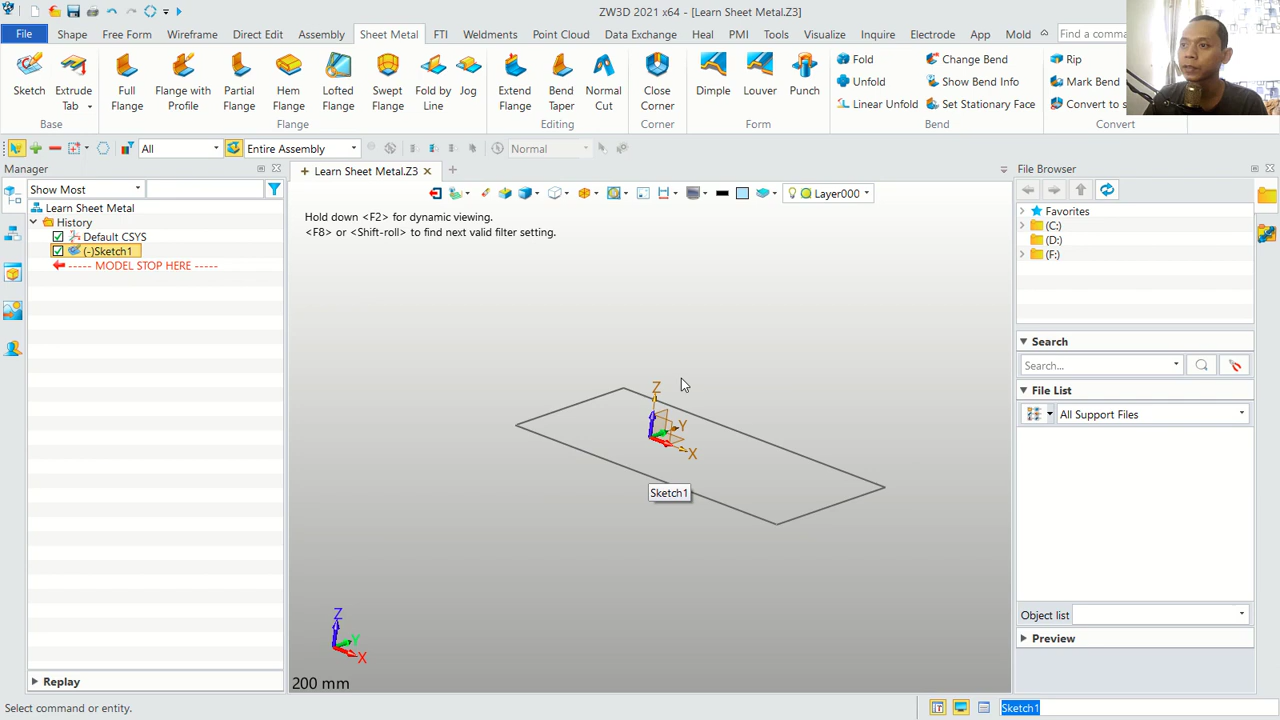 ZW3D 2021 x64 - [Learn Sheet Metal.Z3]
File Shape Free Form Wireframe Direct Edit Assembly Sheet Metal FTI Weldments Point Cloud Data Exchange Heal PMI Tools Visualize Inquire Electrode App Mold Find a comma
Sketch
Extrude Tab
Base
Full Flange
Flange with Profile
Partial Flange
Hem Flange
Lofted Flange
Swept Flange
Fold by Line
Jog
Flange
Extend Flange
Bend Taper
Normal Cut
Editing
Close Corner
Corner
Dimple
Louver
Punch
Form
Fold
Unfold
Linear Unfold
Change Bend
Show Bend Info
Set Stationary Face
Bend
Rip
Mark Bend
Convert to s
Convert
All
Entire Assembly
Normal
Manager
Show Most
Learn Sheet Metal
History
Default CSYS
(-)Sketch1
----- MODEL STOP HERE -----
Replay
Learn Sheet Metal.Z3
Layer000
Hold down <F2> for dynamic viewing.
<F8> or <Shift-roll> to find next valid filter setting.
Z
Y
X
Sketch1
Z
Y
X
200 mm
File Browser
Favorites
(C:)
(D:)
(F:)
Search
Search...
File List
All Support Files
Object list
Preview
Select command or entity.
Sketch1